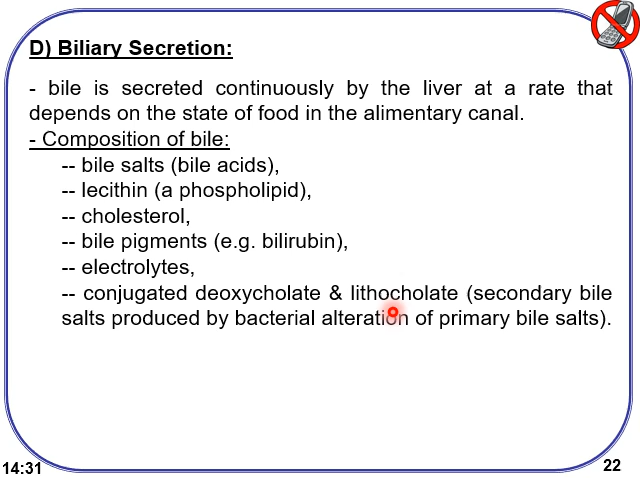 D) Biliary Secretion:
- bile is secreted continuously by the liver at a rate that
depends on the state of food in the alimentary canal.
- Composition of bile:
-- bile salts (bile acids),
-- lecithin (a phospholipid),
-- cholesterol,
-- bile pigments (e.g. bilirubin),
-- electrolytes,
-- conjugated deoxycholate & lithocholate (secondary bile
salts produced by bacterial alteration of primary bile salts).
14:31
22